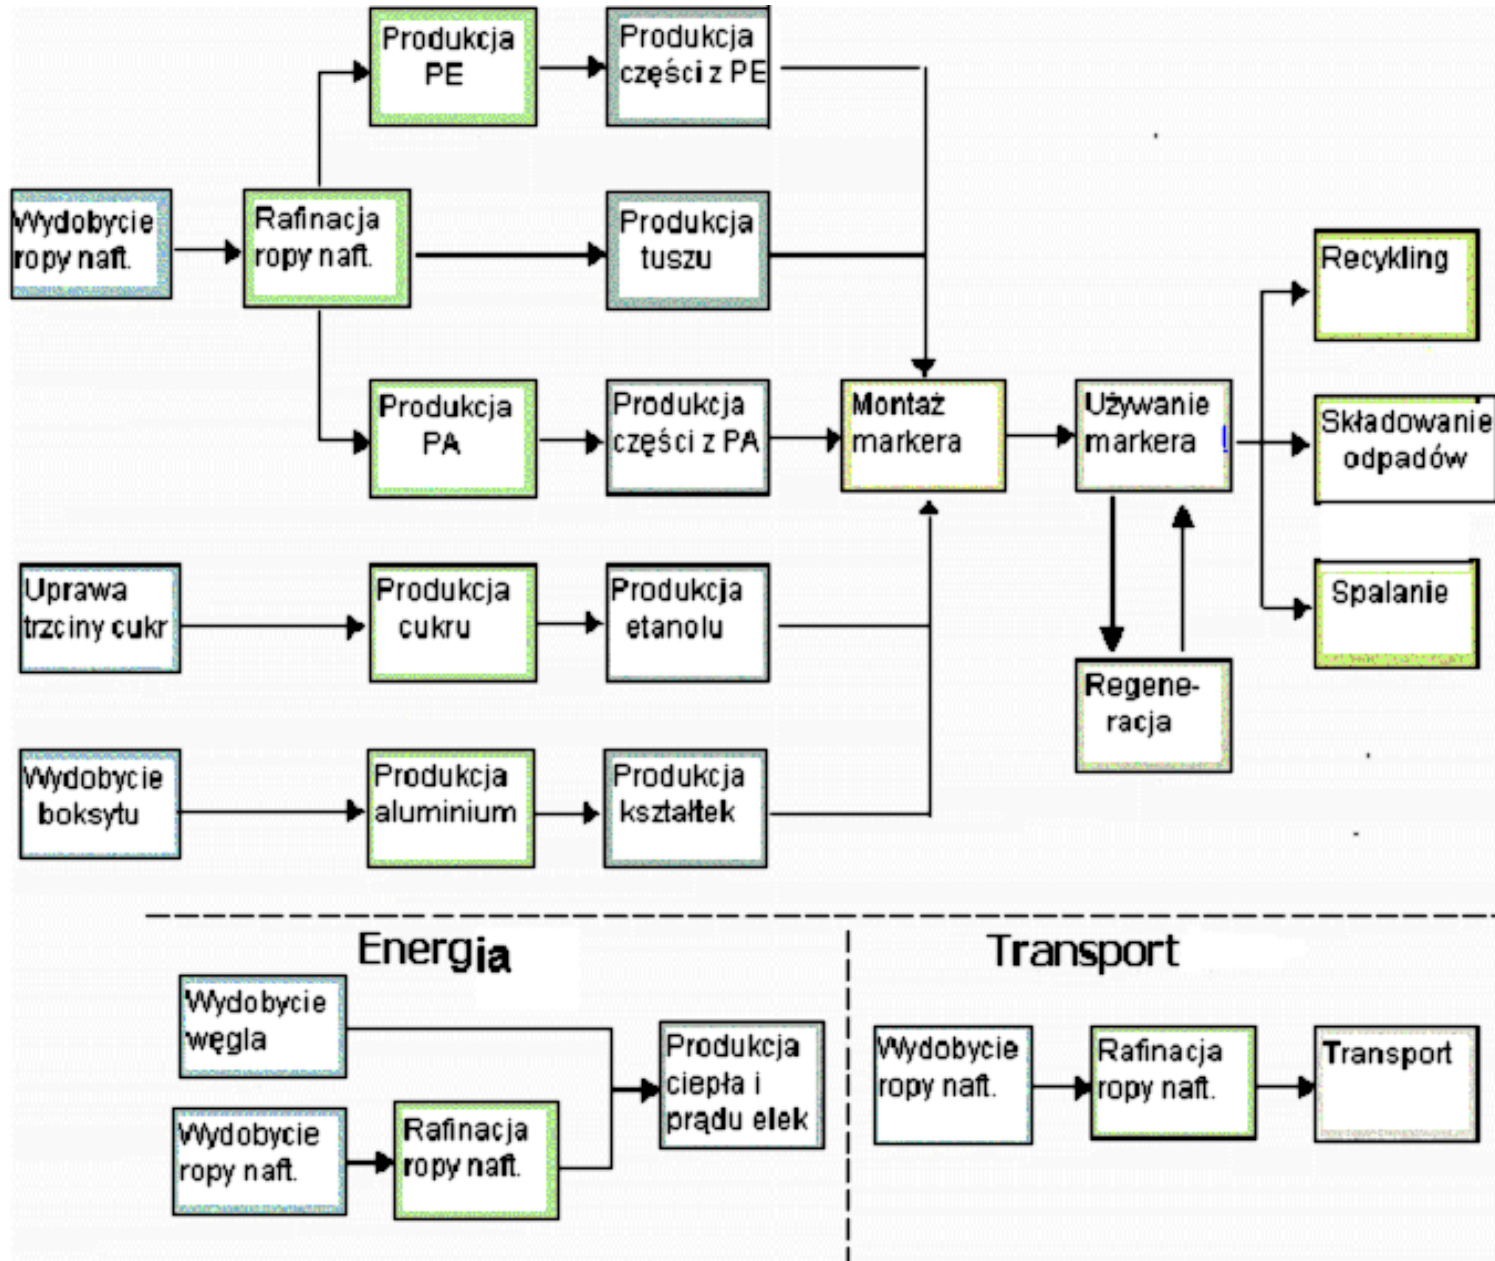 Produkcja
PE
Produkcja
części z PE
Wydobycie
ropy naft.
Rafinacja
ropy naft.
Produkcja
tuszu
Recykling
Produkcja
PA
Produkcja
części z PA
Montaż
markera
Używanie
markera
Składowanie
odpadów
Uprawa
trzciny cukr
Produkcja
cukru
Produkcja
etanolu
Spalanie
Regene-
racja
Wydobycie
boksytu
Produkcja
aluminium
Produkcja
kształtek
Energia
Transport
Wydobycie
węgla
Produkcja
ciepła i
prądu elek
Wydobycie
ropy naft.
Rafinacja
ropy naft.
Wydobycie
ropy naft.
Rafinacja
ropy naft.
Transport